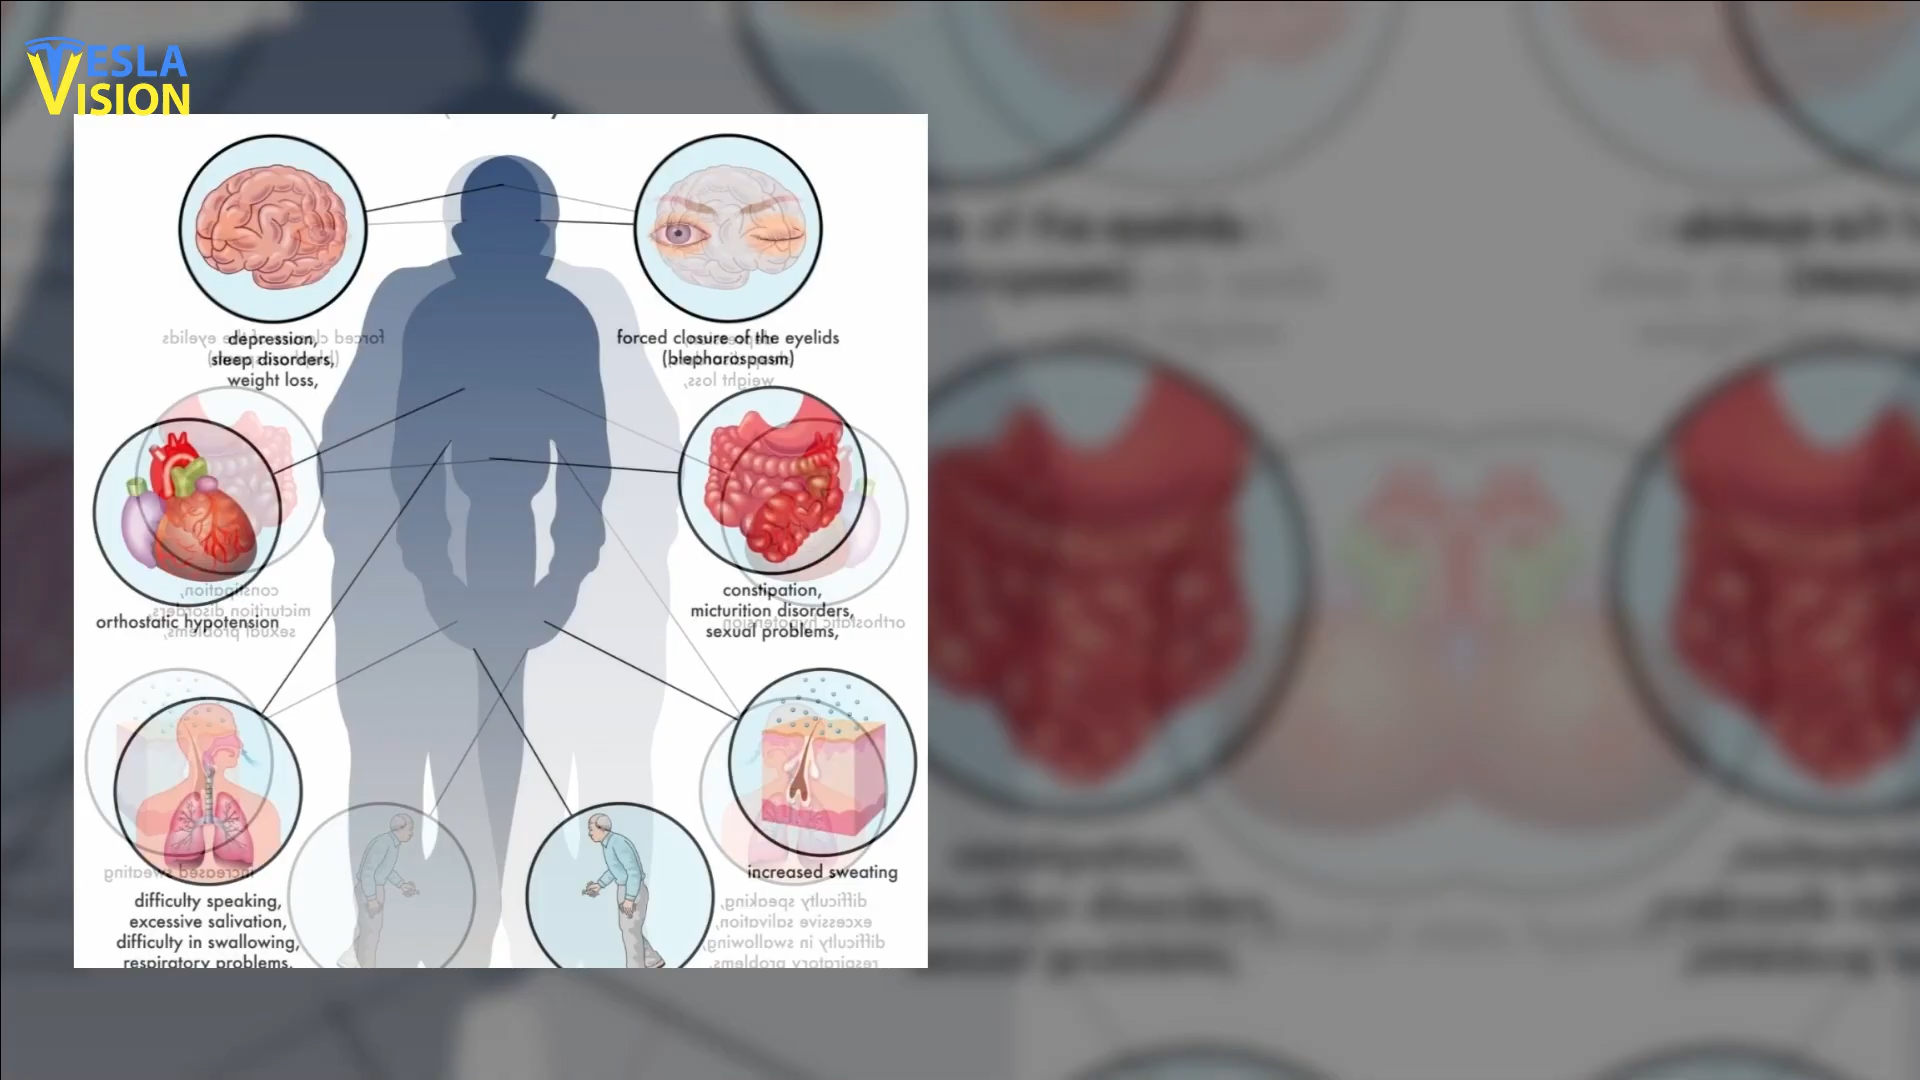 TESLA
VISION
depression,
sleep disorders,
weight loss,
forced closure of the eyelids
(blepharospasm)
orthostatic hypotension
constipation,
micturition disorders,
sexual problems,
difficulty speaking,
excessive salivation,
difficulty in swallowing,
respiratory problems,
increased sweating